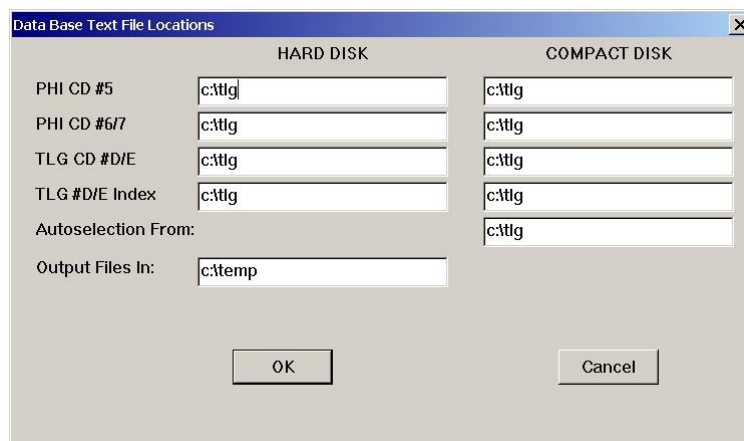 Data Base Text File Locations
HARD DISK COMPACT DISK
PHI CD #5 c:\tlg c:\tlg
PHI CD #6/7 c:\tlg c:\tlg
TLG CD #D/E c:\tlg c:\tlg
TLG #D/E Index c:\tlg c:\tlg
Autoselection From: c:\tlg
Output Files In: c:\temp
OK Cancel